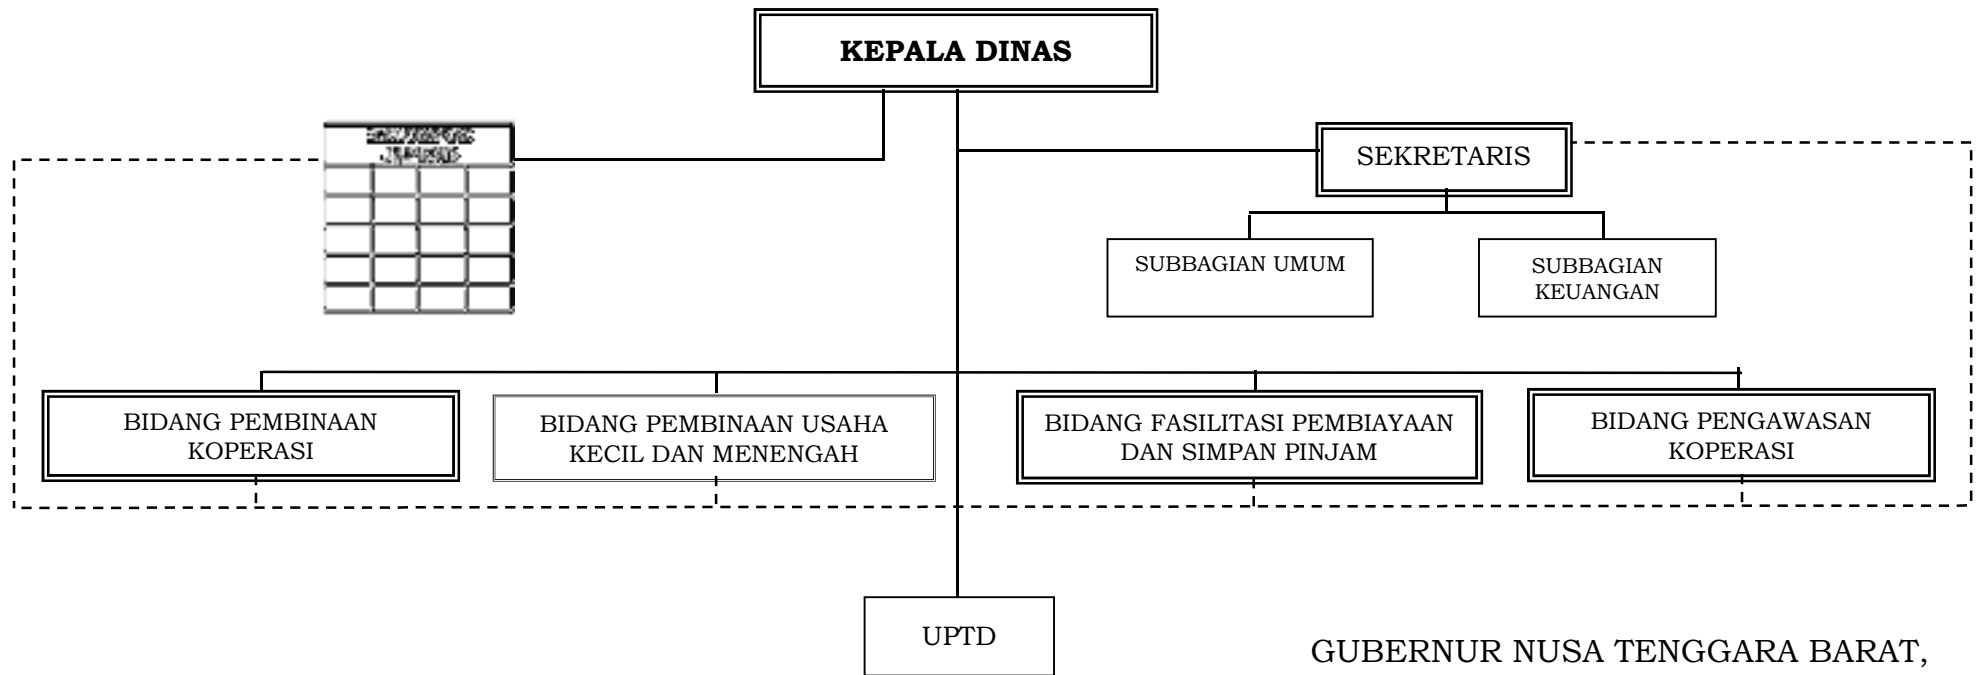 KEPALA DINAS
SEKRETARIS
SUBBAGIAN UMUM
SUBBAGIAN
KEUANGAN
BIDANG PEMBINAAN
KOPERASI
BIDANG PEMBINAAN USAHA
KECIL DAN MENENGAH
BIDANG FASILITASI PEMBIAYAAN
DAN SIMPAN PINJAM
BIDANG PENGAWASAN
KOPERASI
UPTD
GUBERNUR NUSA TENGGARA BARAT,